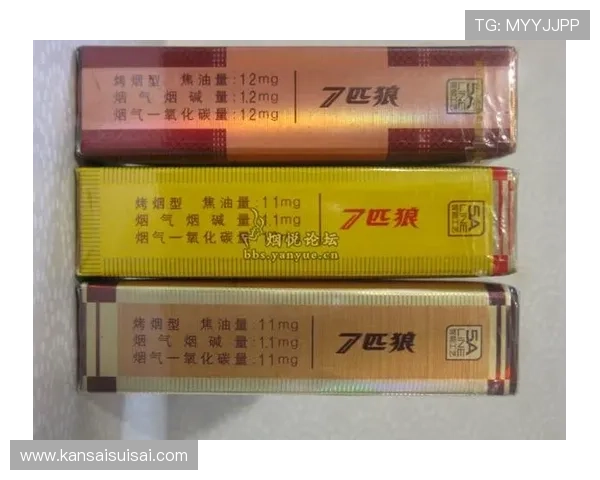 TG: MYYJJPP
烤烟型 焦油量:12mg
烟气烟碱量:1.2mg
烟气一氧化碳量:12mg
7匹狼
烤烟型 焦油量:11mg
烟气烟碱量:1.1mg
烟气一氧化碳量:
7匹狼
5A
LINE
烟悦论坛
bbs.yanyue.cn
烤烟型 焦油量:11mg
烟气烟碱量:1.1mg
烟气一氧化碳量:11mg
7匹狼
5A
LINE
www.kansaisuisai.com